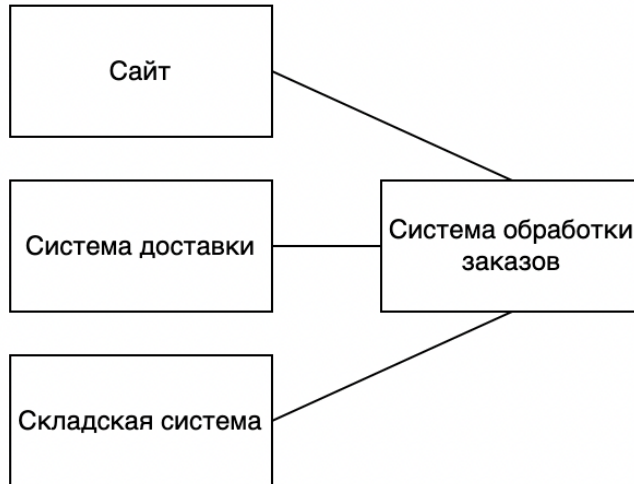 Сайт
Система доставки
Система обработки
заказов
Складская система